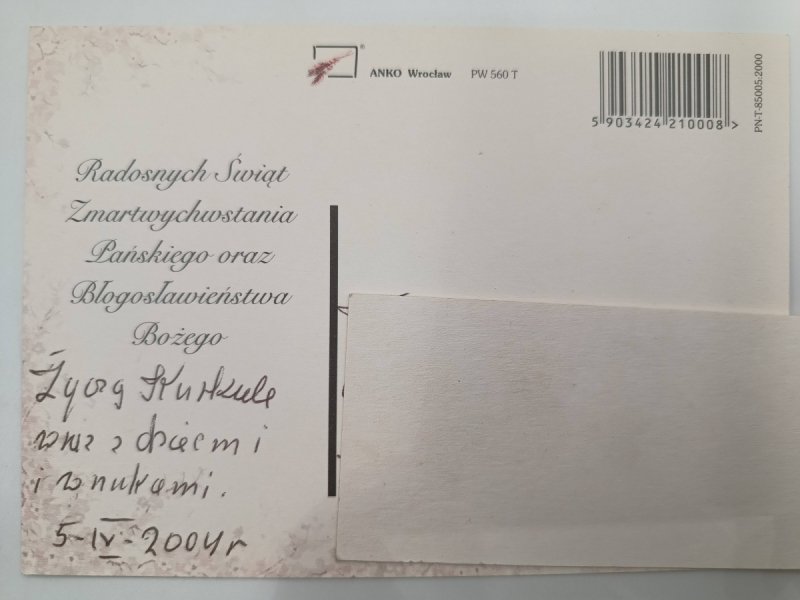 ANKO Wrocław PW 560 T
5 903424 210008 >
PN-T-85005:2000
Radosnych Świąt
Zmartwychwstania
Pańskiego oraz
Błogosławieństwa
Bożego
Życzą Kurkule
wraz z dziećmi
i wnukami.
5-IV-2004r